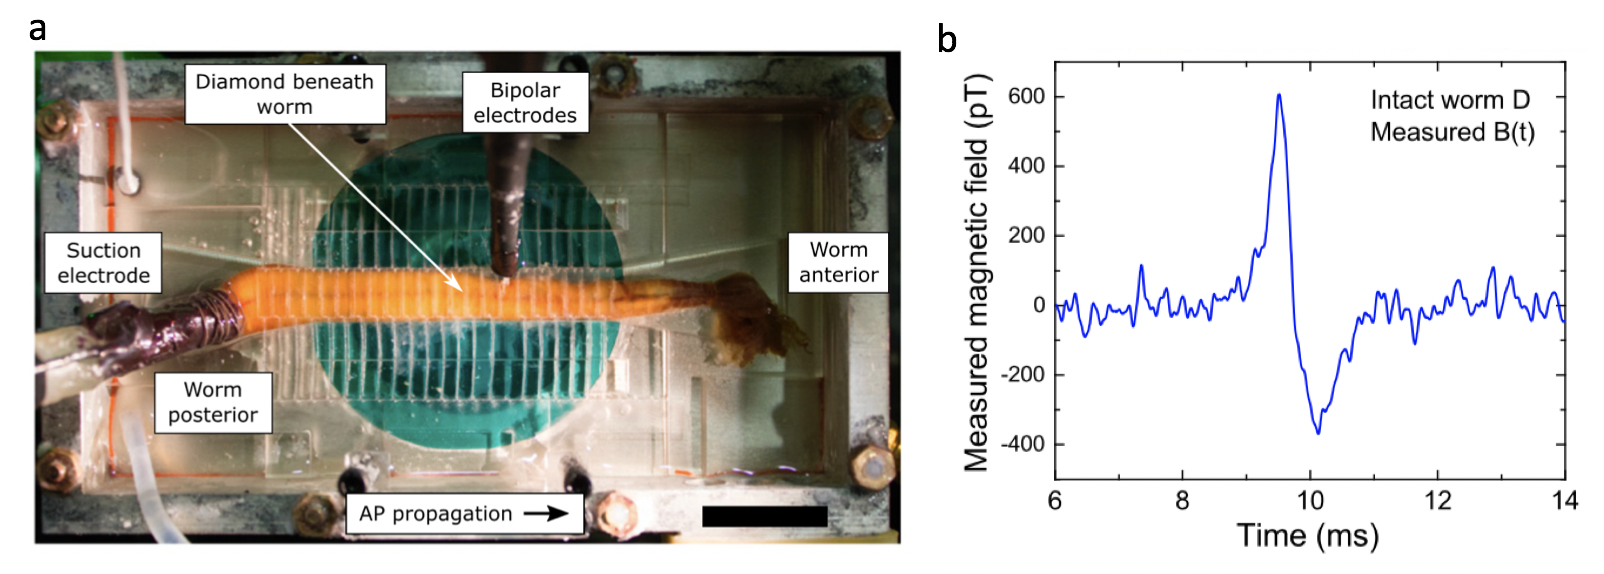 a
Diamond beneath
worm
Bipolar
electrodes
Suction
electrode
Worm
anterior
Worm
posterior
AP propagation
b
Measured magnetic field (pT)
600
400
200
0
-200
-400
Intact worm D
Measured B(t)
6 8 10 12 14
Time (ms)